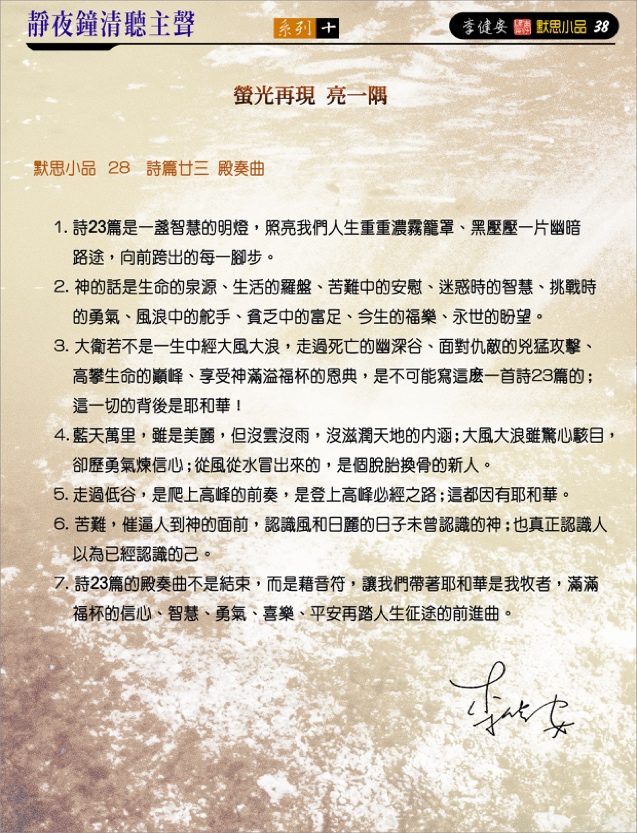 靜夜鐘清聽主聲
系列 十
李健安 默思小品 38
螢光再現 亮一隅
默思小品 28 詩篇廿三 殿奏曲
1. 詩23篇是一盞智慧的明燈，照亮我們人生重重濃霧籠罩、黑壓壓一片幽暗
路途，向前跨出的每一腳步。
2. 神的話是生命的泉源、生活的羅盤、苦難中的安慰、迷惑時的智慧、挑戰時
的勇氣、風浪中的舵手、貧乏中的富足、今生的福樂、永世的盼望。
3. 大衛若不是一生中經大風大浪，走過死亡的幽深谷、面對仇敵的兇猛攻擊、
高攀生命的巔峰、享受神滿溢福杯的恩典，是不可能寫這麼一首詩23篇的；
這一切的背後是耶和華！
4. 藍天萬里，雖是美麗，但沒雲沒雨，沒滋潤天地的內涵；大風大浪雖驚心駭目，
卻歷勇氣煉信心；從風從水冒出來的，是個脫胎換骨的新人。
5. 走過低谷，是爬上高峰的前奏，是登上高峰必經之路；這都因有耶和華。
6. 苦難，催逼人到神的面前，認識風和日麗的日子未曾認識的神；也真正認識人
以為已經認識的己。
7. 詩23篇的殿奏曲不是結束，而是藉音符，讓我們帶著耶和華是我牧者，滿滿
福杯的信心、智慧、勇氣、喜樂、平安再踏人生征途的前進曲。
李健安